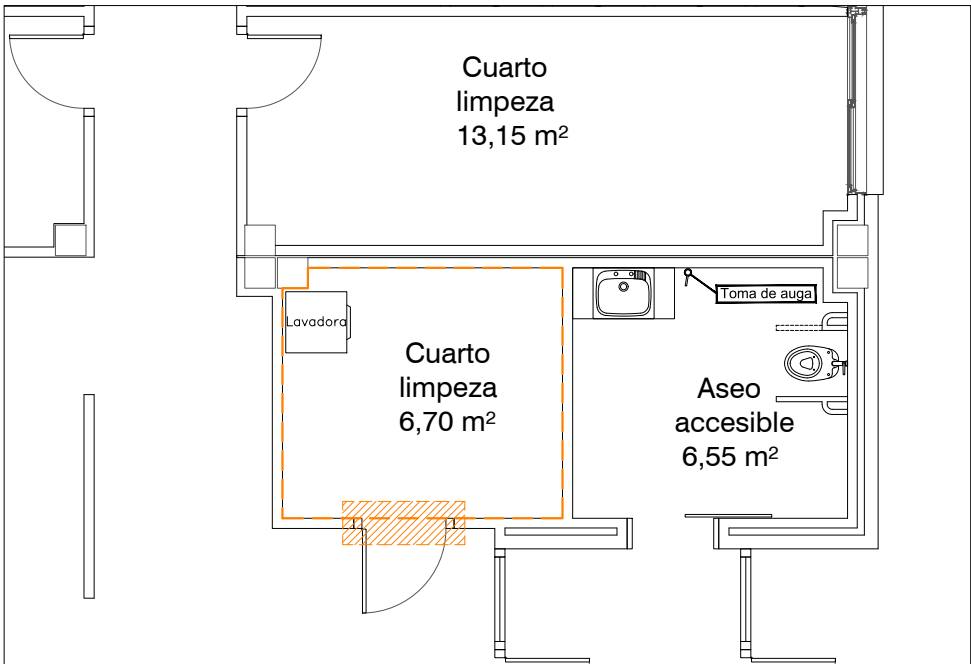 Cuarto
limpeza
13,15 m²
Toma de auga
Lavadora
Cuarto
limpeza
6,70 m²
Aseo
accesible
6,55 m²